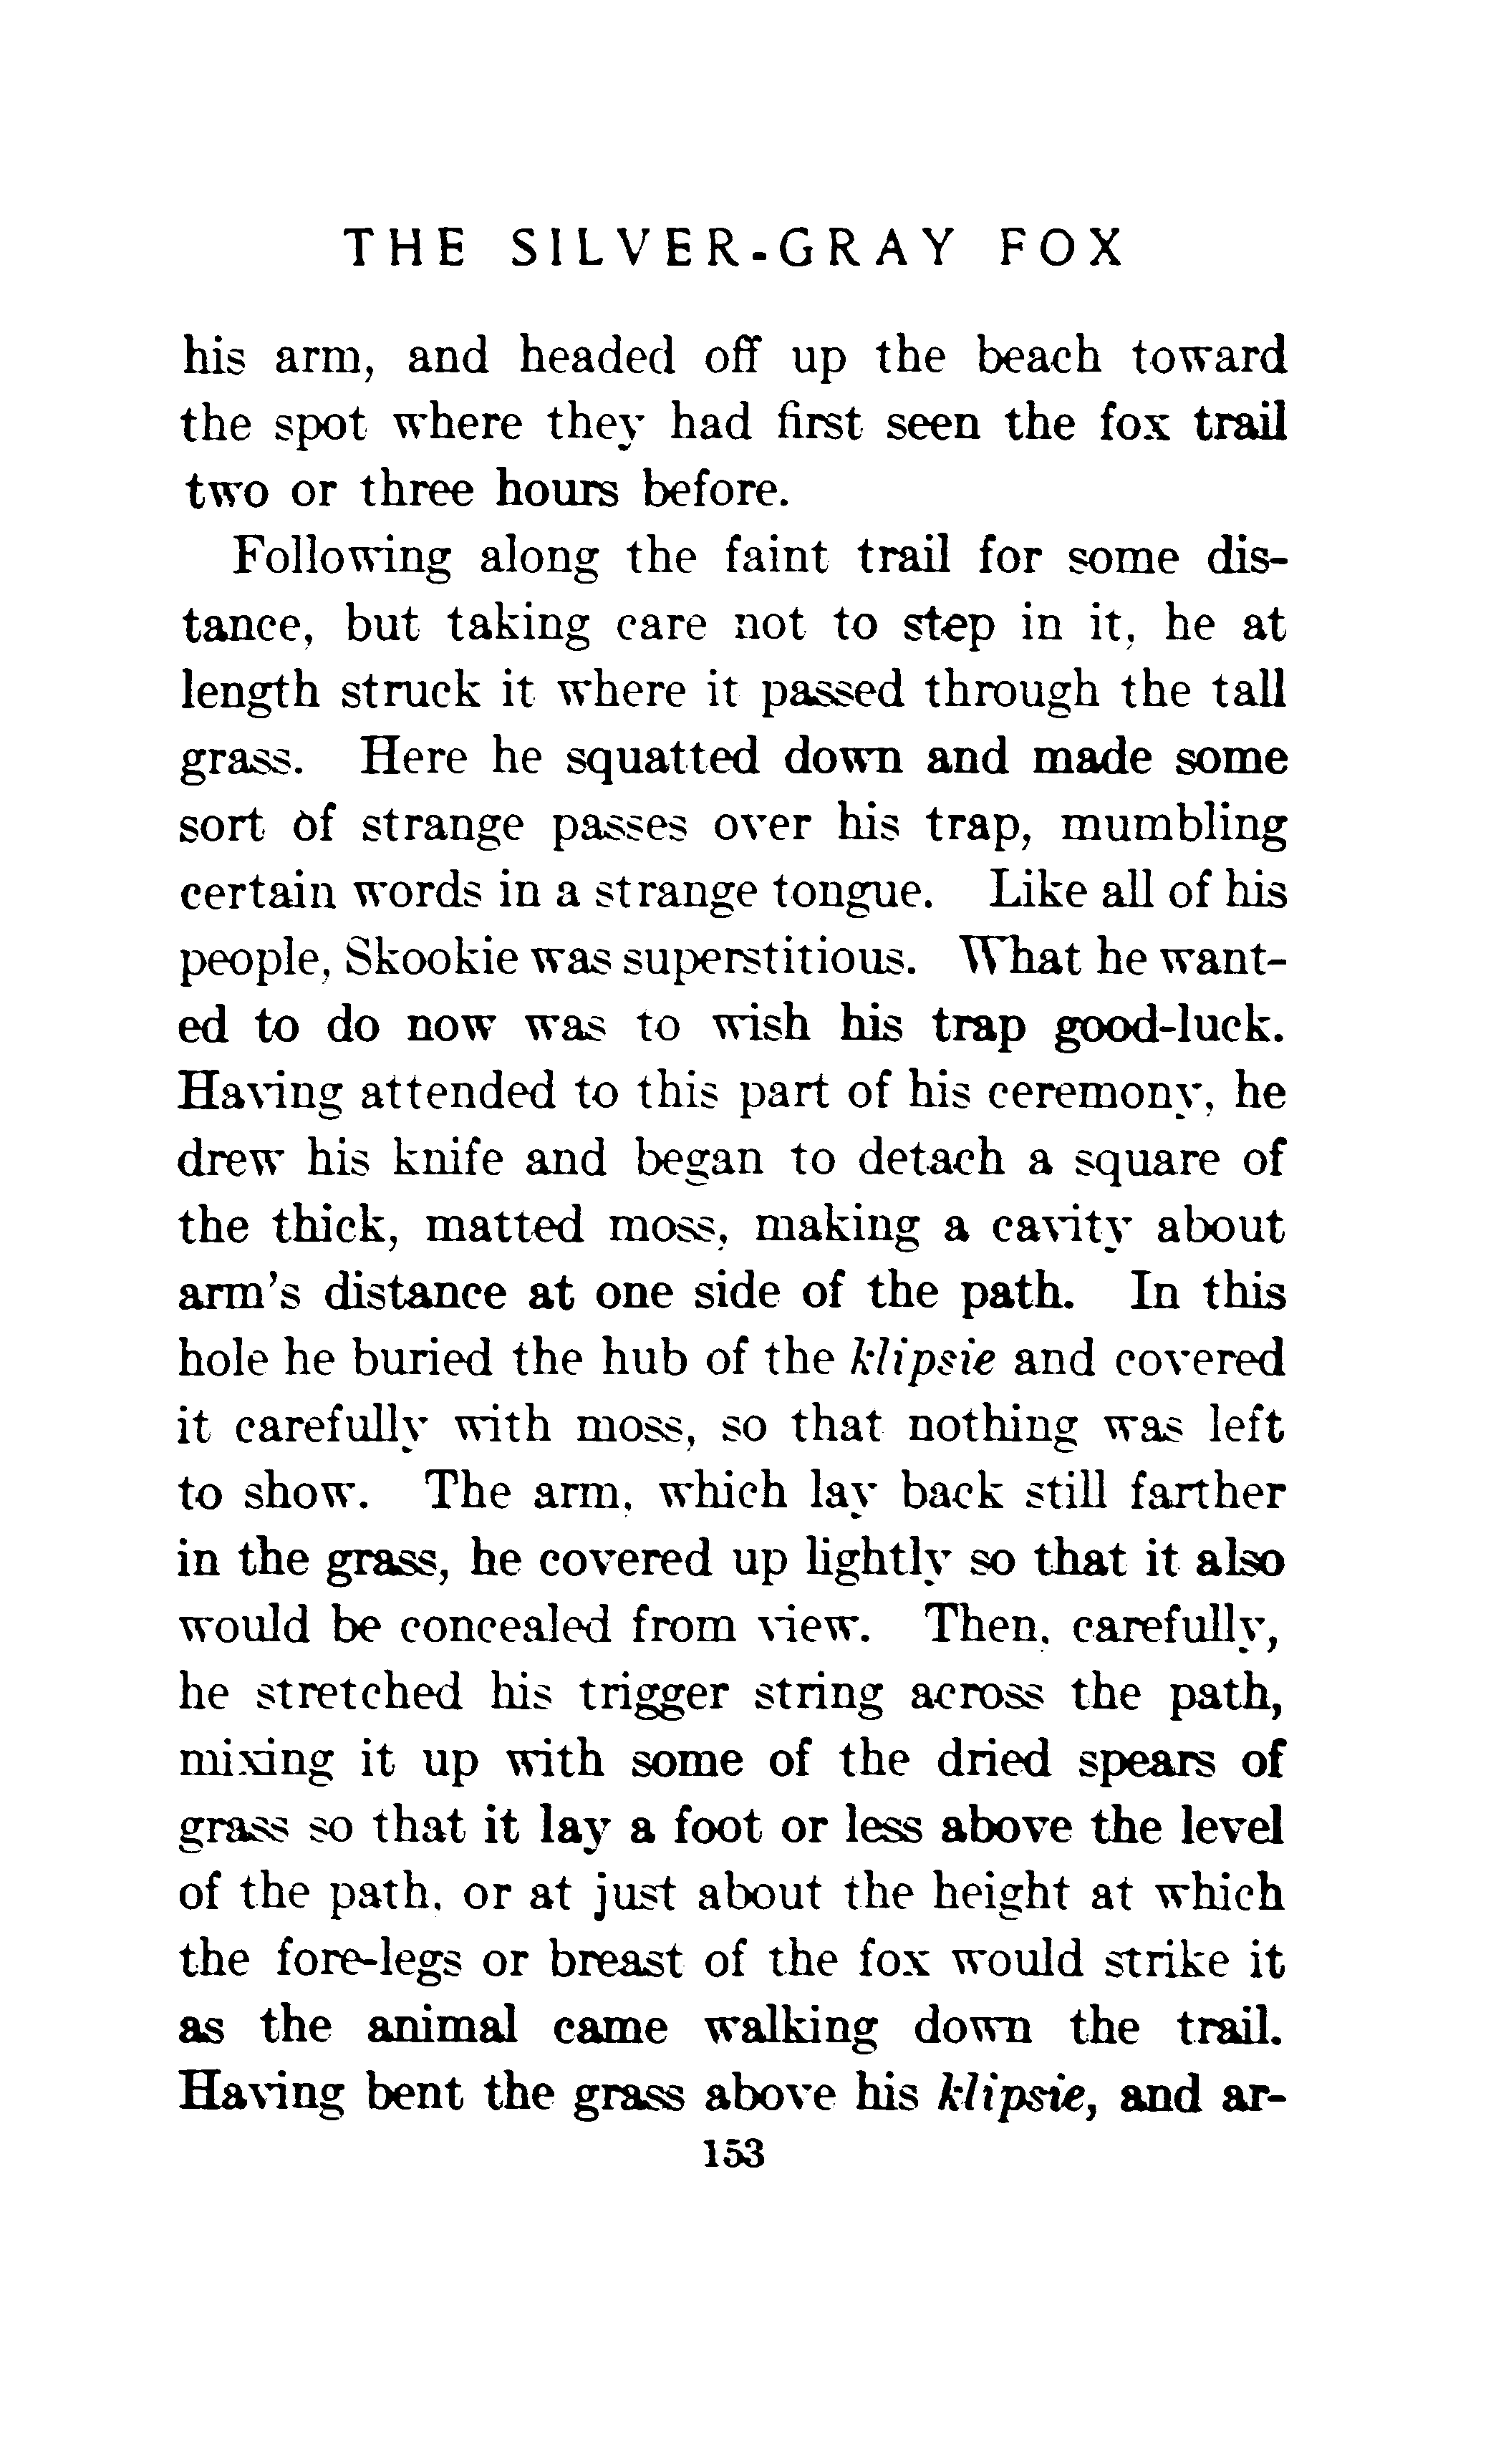 THE SILVER-GRAY FOX
his arm, and headed off up the beach toward
the spot where they had first seen the fox trail
two or three hours before.
Following along the faint trail for some dis-
tance, but taking care not to step in it, he at
length struck it where it passed through the tall
grass. Here he squatted down and made some
sort of strange passes over his trap, mumbling
certain words in a strange tongue. Like all of his
people, Skookie was superstitious. What he want-
ed to do now was to wish his trap good-luck.
Having attended to this part of his ceremony, he
drew his knife and began to detach a square of
the thick, matted moss, making a cavity about
arm's distance at one side of the path. In this
hole he buried the hub of the klipsie and covered
it carefully with moss, so that nothing was left
to show. The arm, which lay back still farther
in the grass, he covered up lightly so that it also
would be concealed from view. Then, carefully,
he stretched his trigger string across the path,
mixing it up with some of the dried spears of
grass so that it lay a foot or less above the level
of the path, or at just about the height at which
the fore-legs or breast of the fox would strike it
as the animal came walking down the trail.
Having bent the grass above his klipsie, and ar-
153